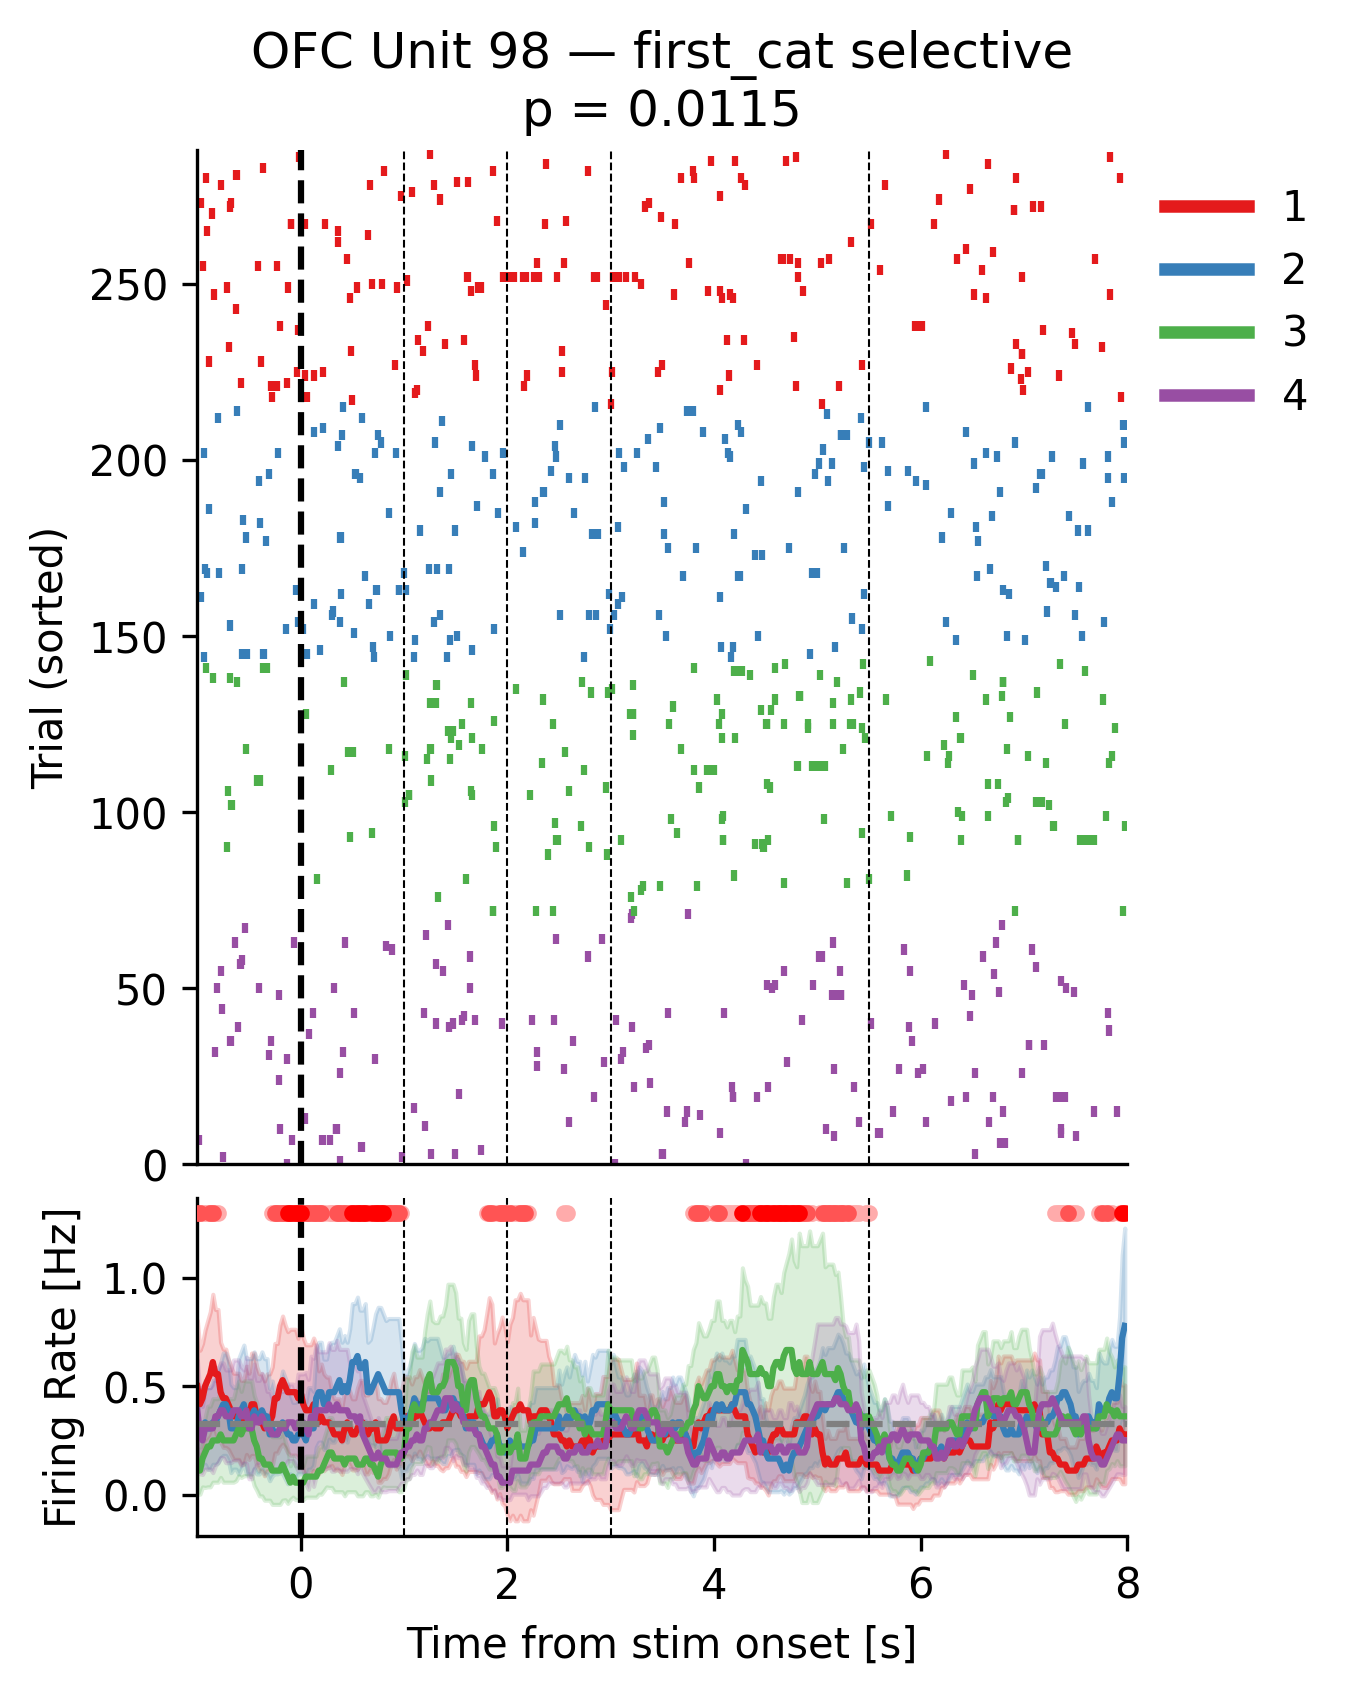 OFC Unit 98 — first_cat selective
p = 0.0115
1
2
3
4
Trial (sorted)
250
200
150
100
50
0
Firing Rate [Hz]
1.0
0.5
0.0
0 2 4 6 8
Time from stim onset [s]